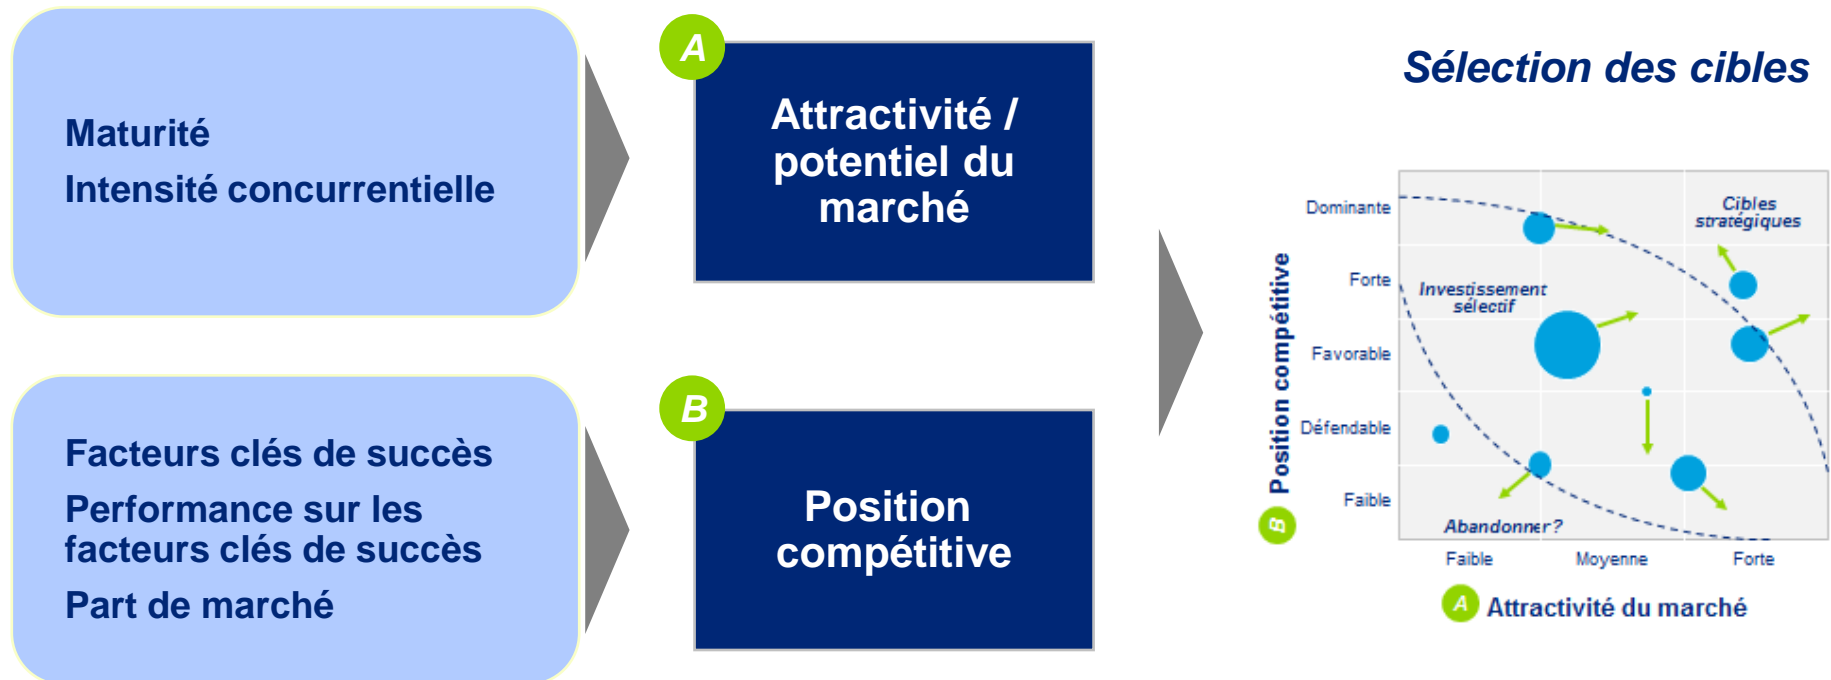 Maturité
Intensité concurrentielle
A
Attractivité /
potentiel du
marché
Facteurs clés de succès
Performance sur les
facteurs clés de succès
Part de marché
B
Position
compétitive
Sélection des cibles
B Position compétitive
Dominante
Forte
Favorable
Défendable
Faible
Cibles
stratégiques
Investissement
sélectif
Abandonner?
Faible Moyenne Forte
A Attractivité du marché